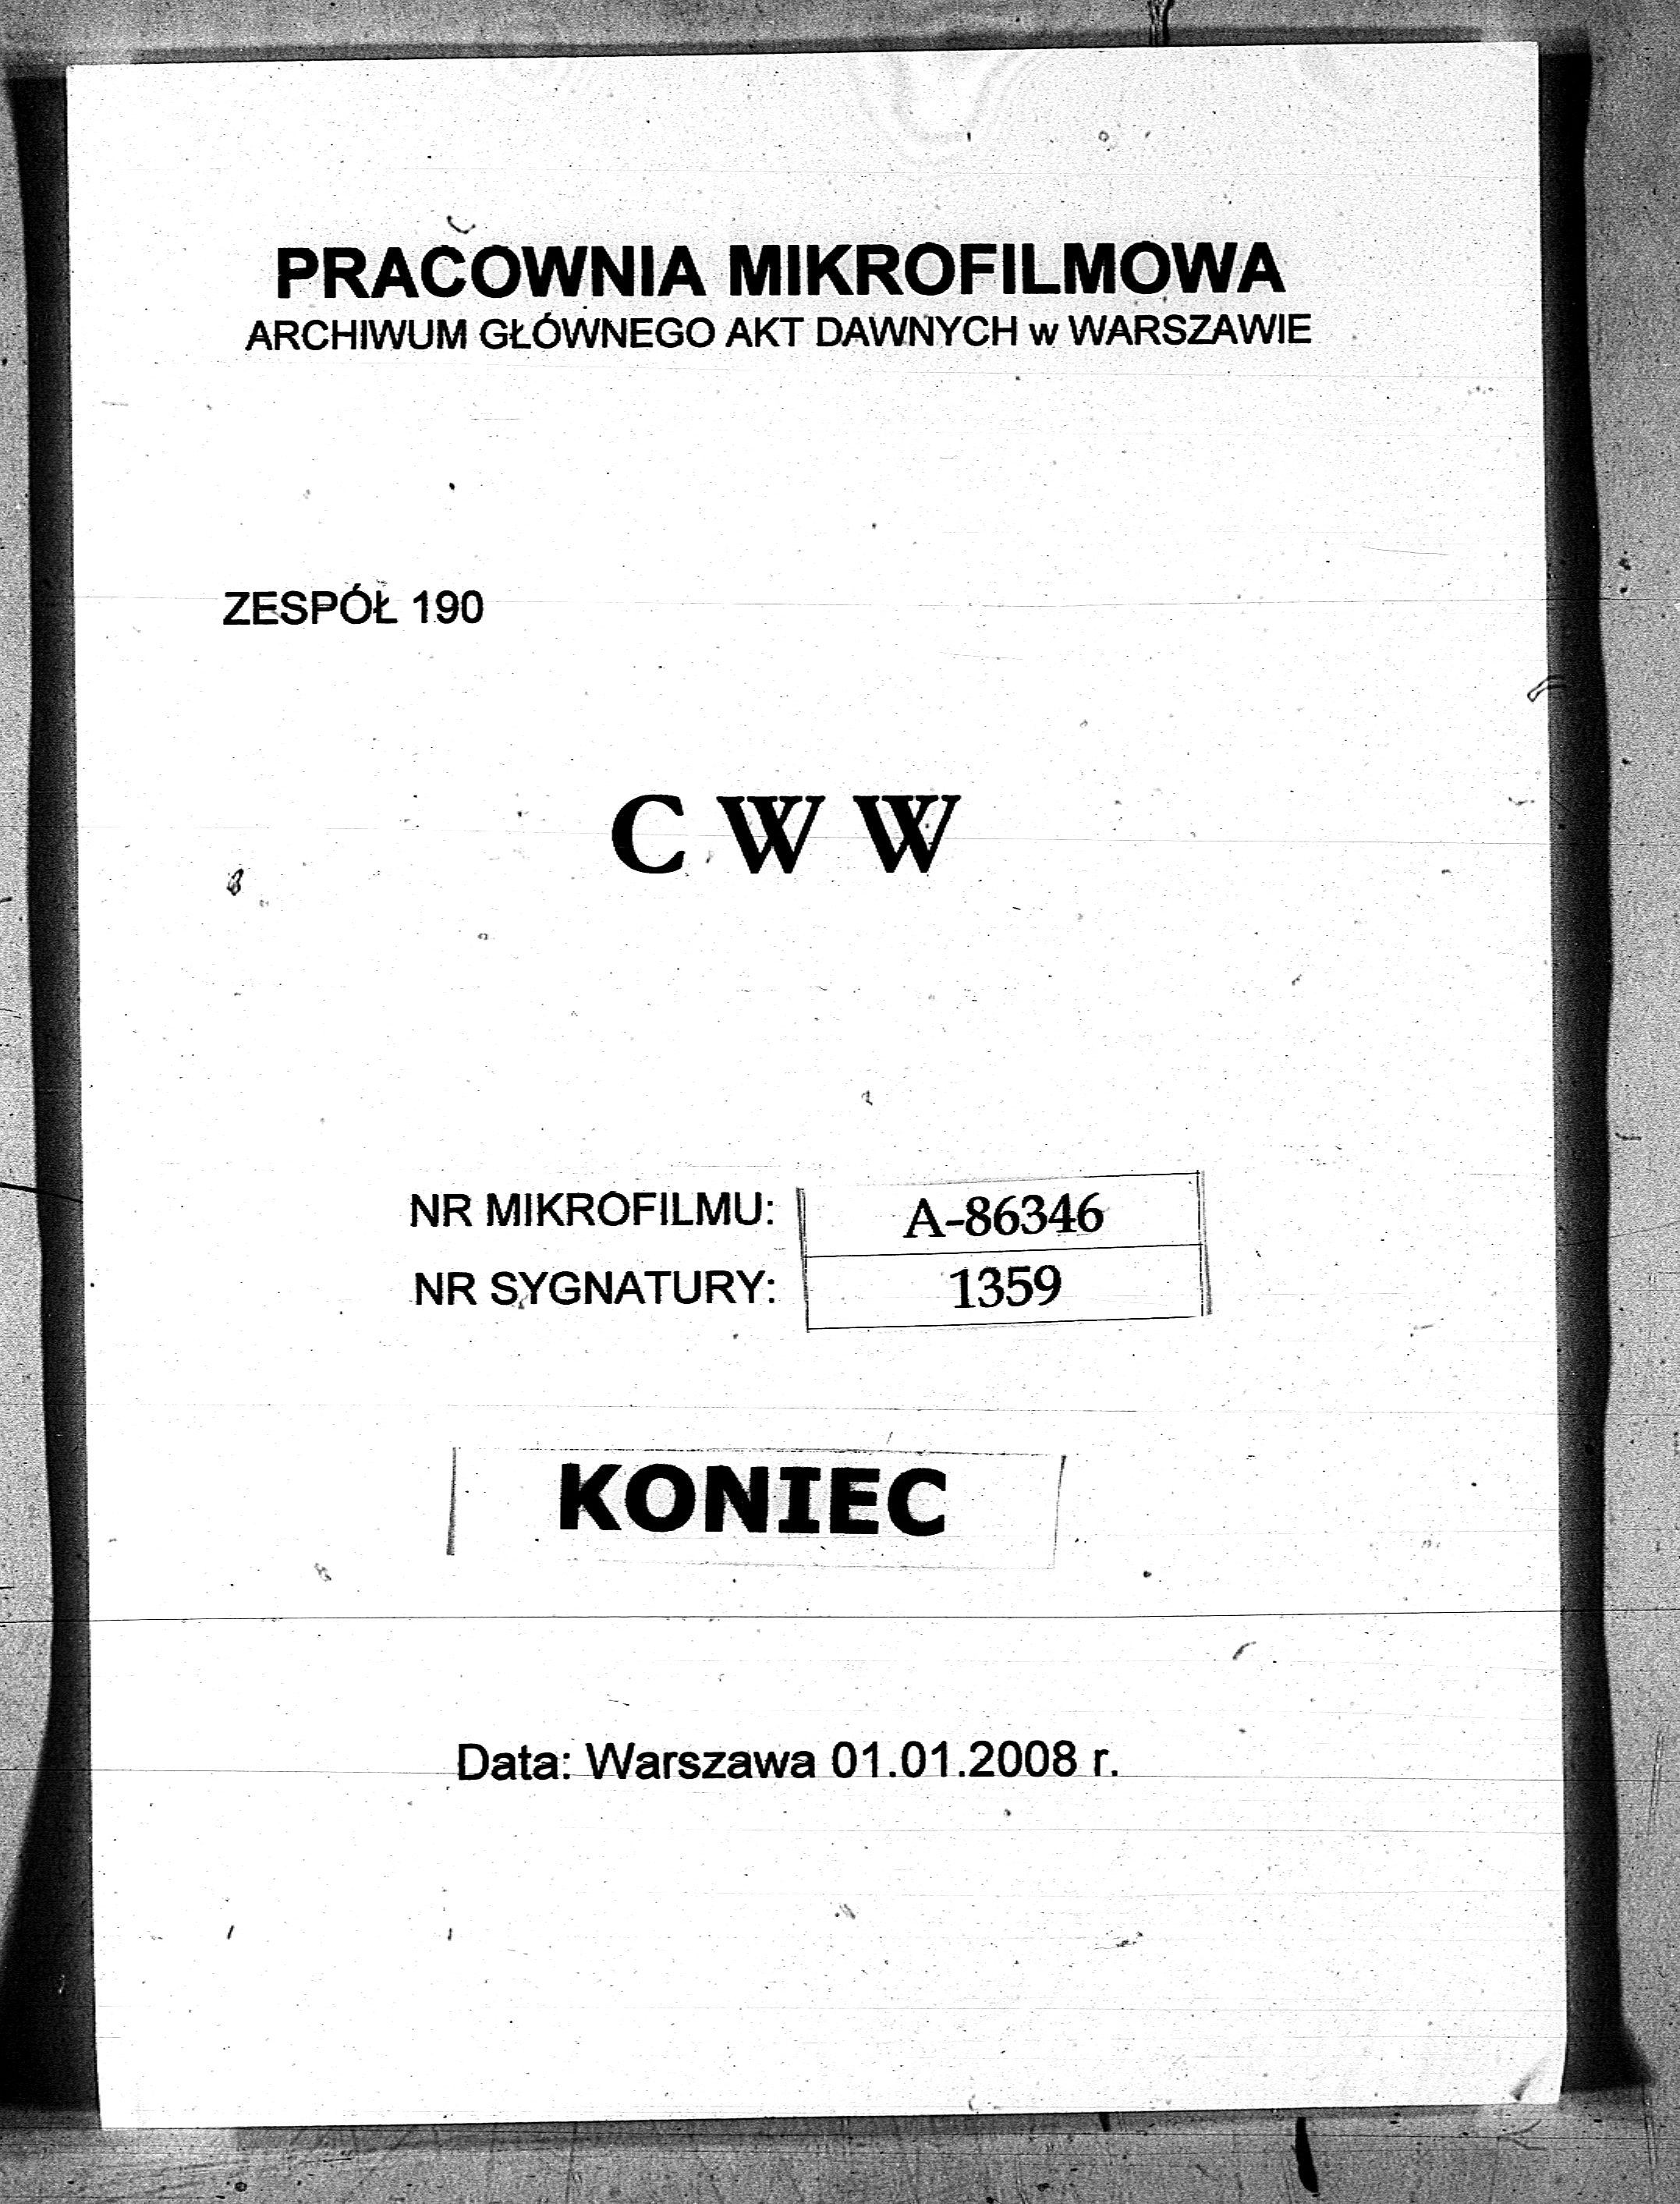 PRACOWNIA MIKROFILMOWA
ARCHIWUM GŁÓWNEGO AKT DAWNYCH w WARSZAWIE
ZESPÓŁ 190
C W W
NR MIKROFILMU: A-86346
NR SYGNATURY: 1359
KONIEC
Data: Warszawa 01.01.2008 r.